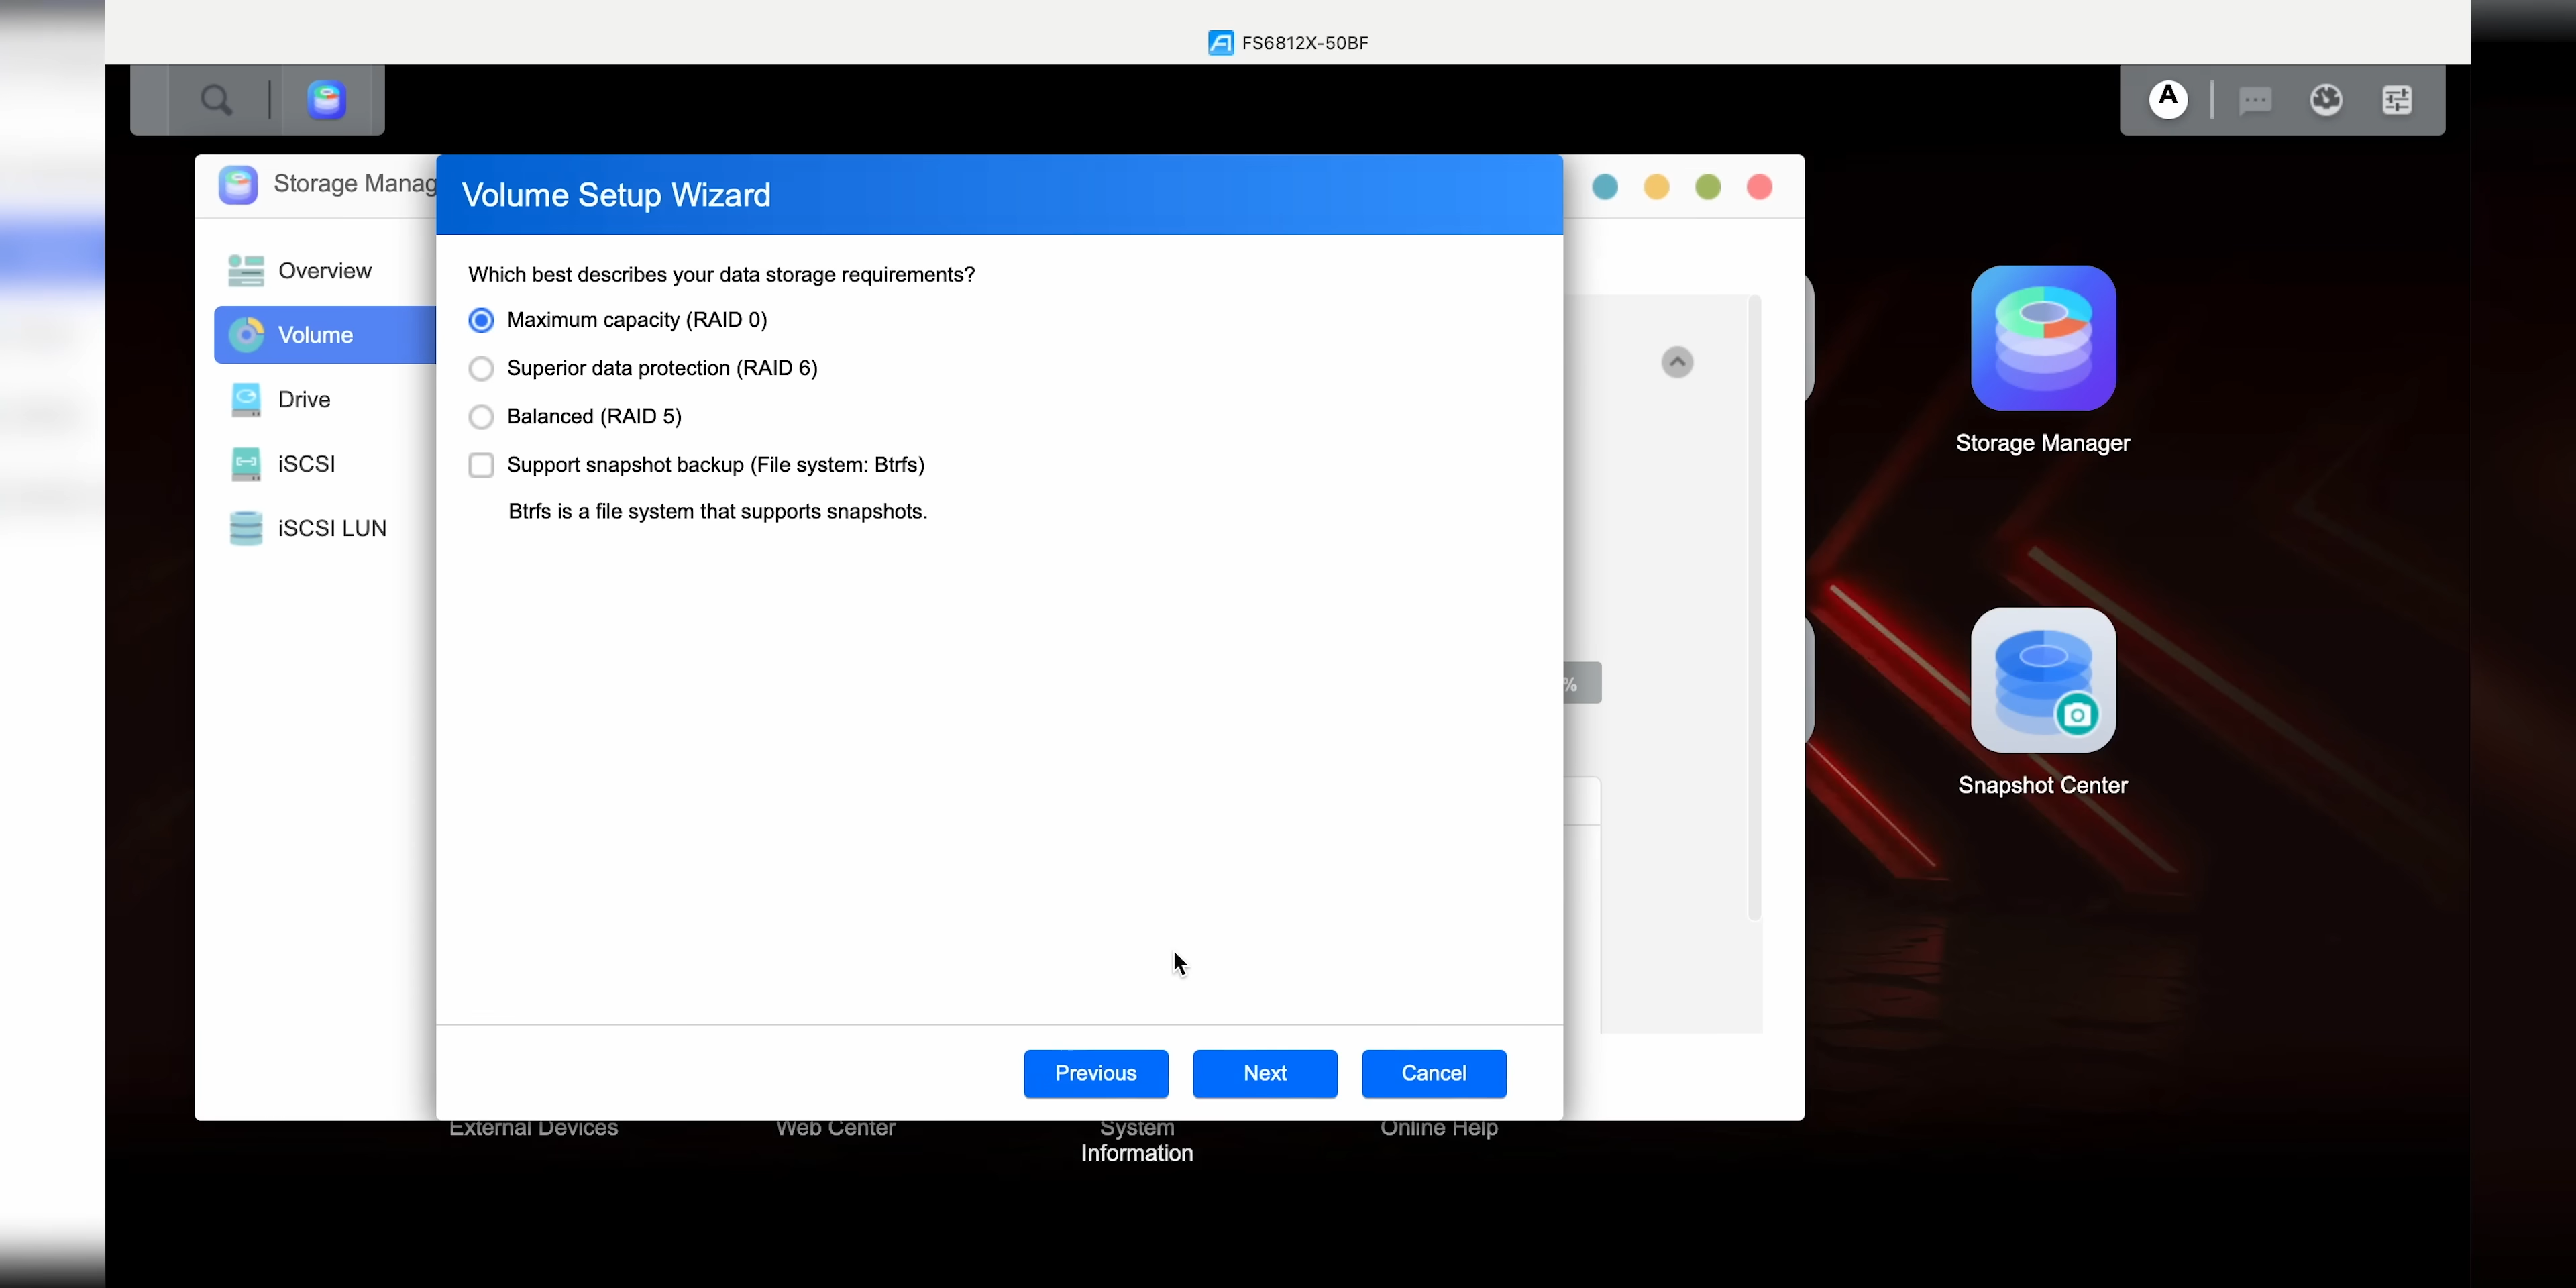 FS6812X-50BF
A
Storage Manag
Volume Setup Wizard
Overview
Volume
Drive
iSCSI
iSCSI LUN
Which best describes your data storage requirements?
Maximum capacity (RAID 0)
Superior data protection (RAID 6)
Balanced (RAID 5)
Support snapshot backup (File system: Btrfs)
Btrfs is a file system that supports snapshots.
%
Previous
Next
Cancel
Storage Manager
Snapshot Center
External Devices
Web Center
System
Information
Online Help